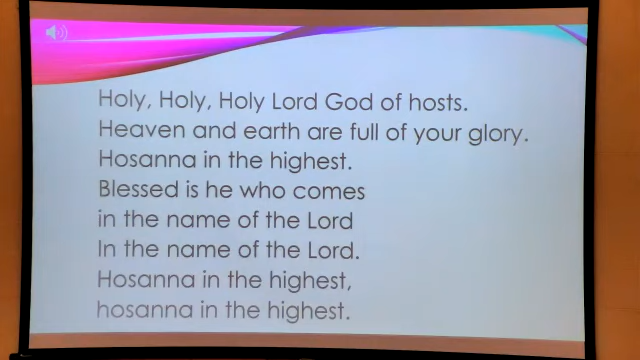 Holy, Holy, Holy Lord God of hosts.
Heaven and earth are full of your glory.
Hosanna in the highest.
Blessed is he who comes
in the name of the Lord
In the name of the Lord.
Hosanna in the highest,
hosanna in the highest.